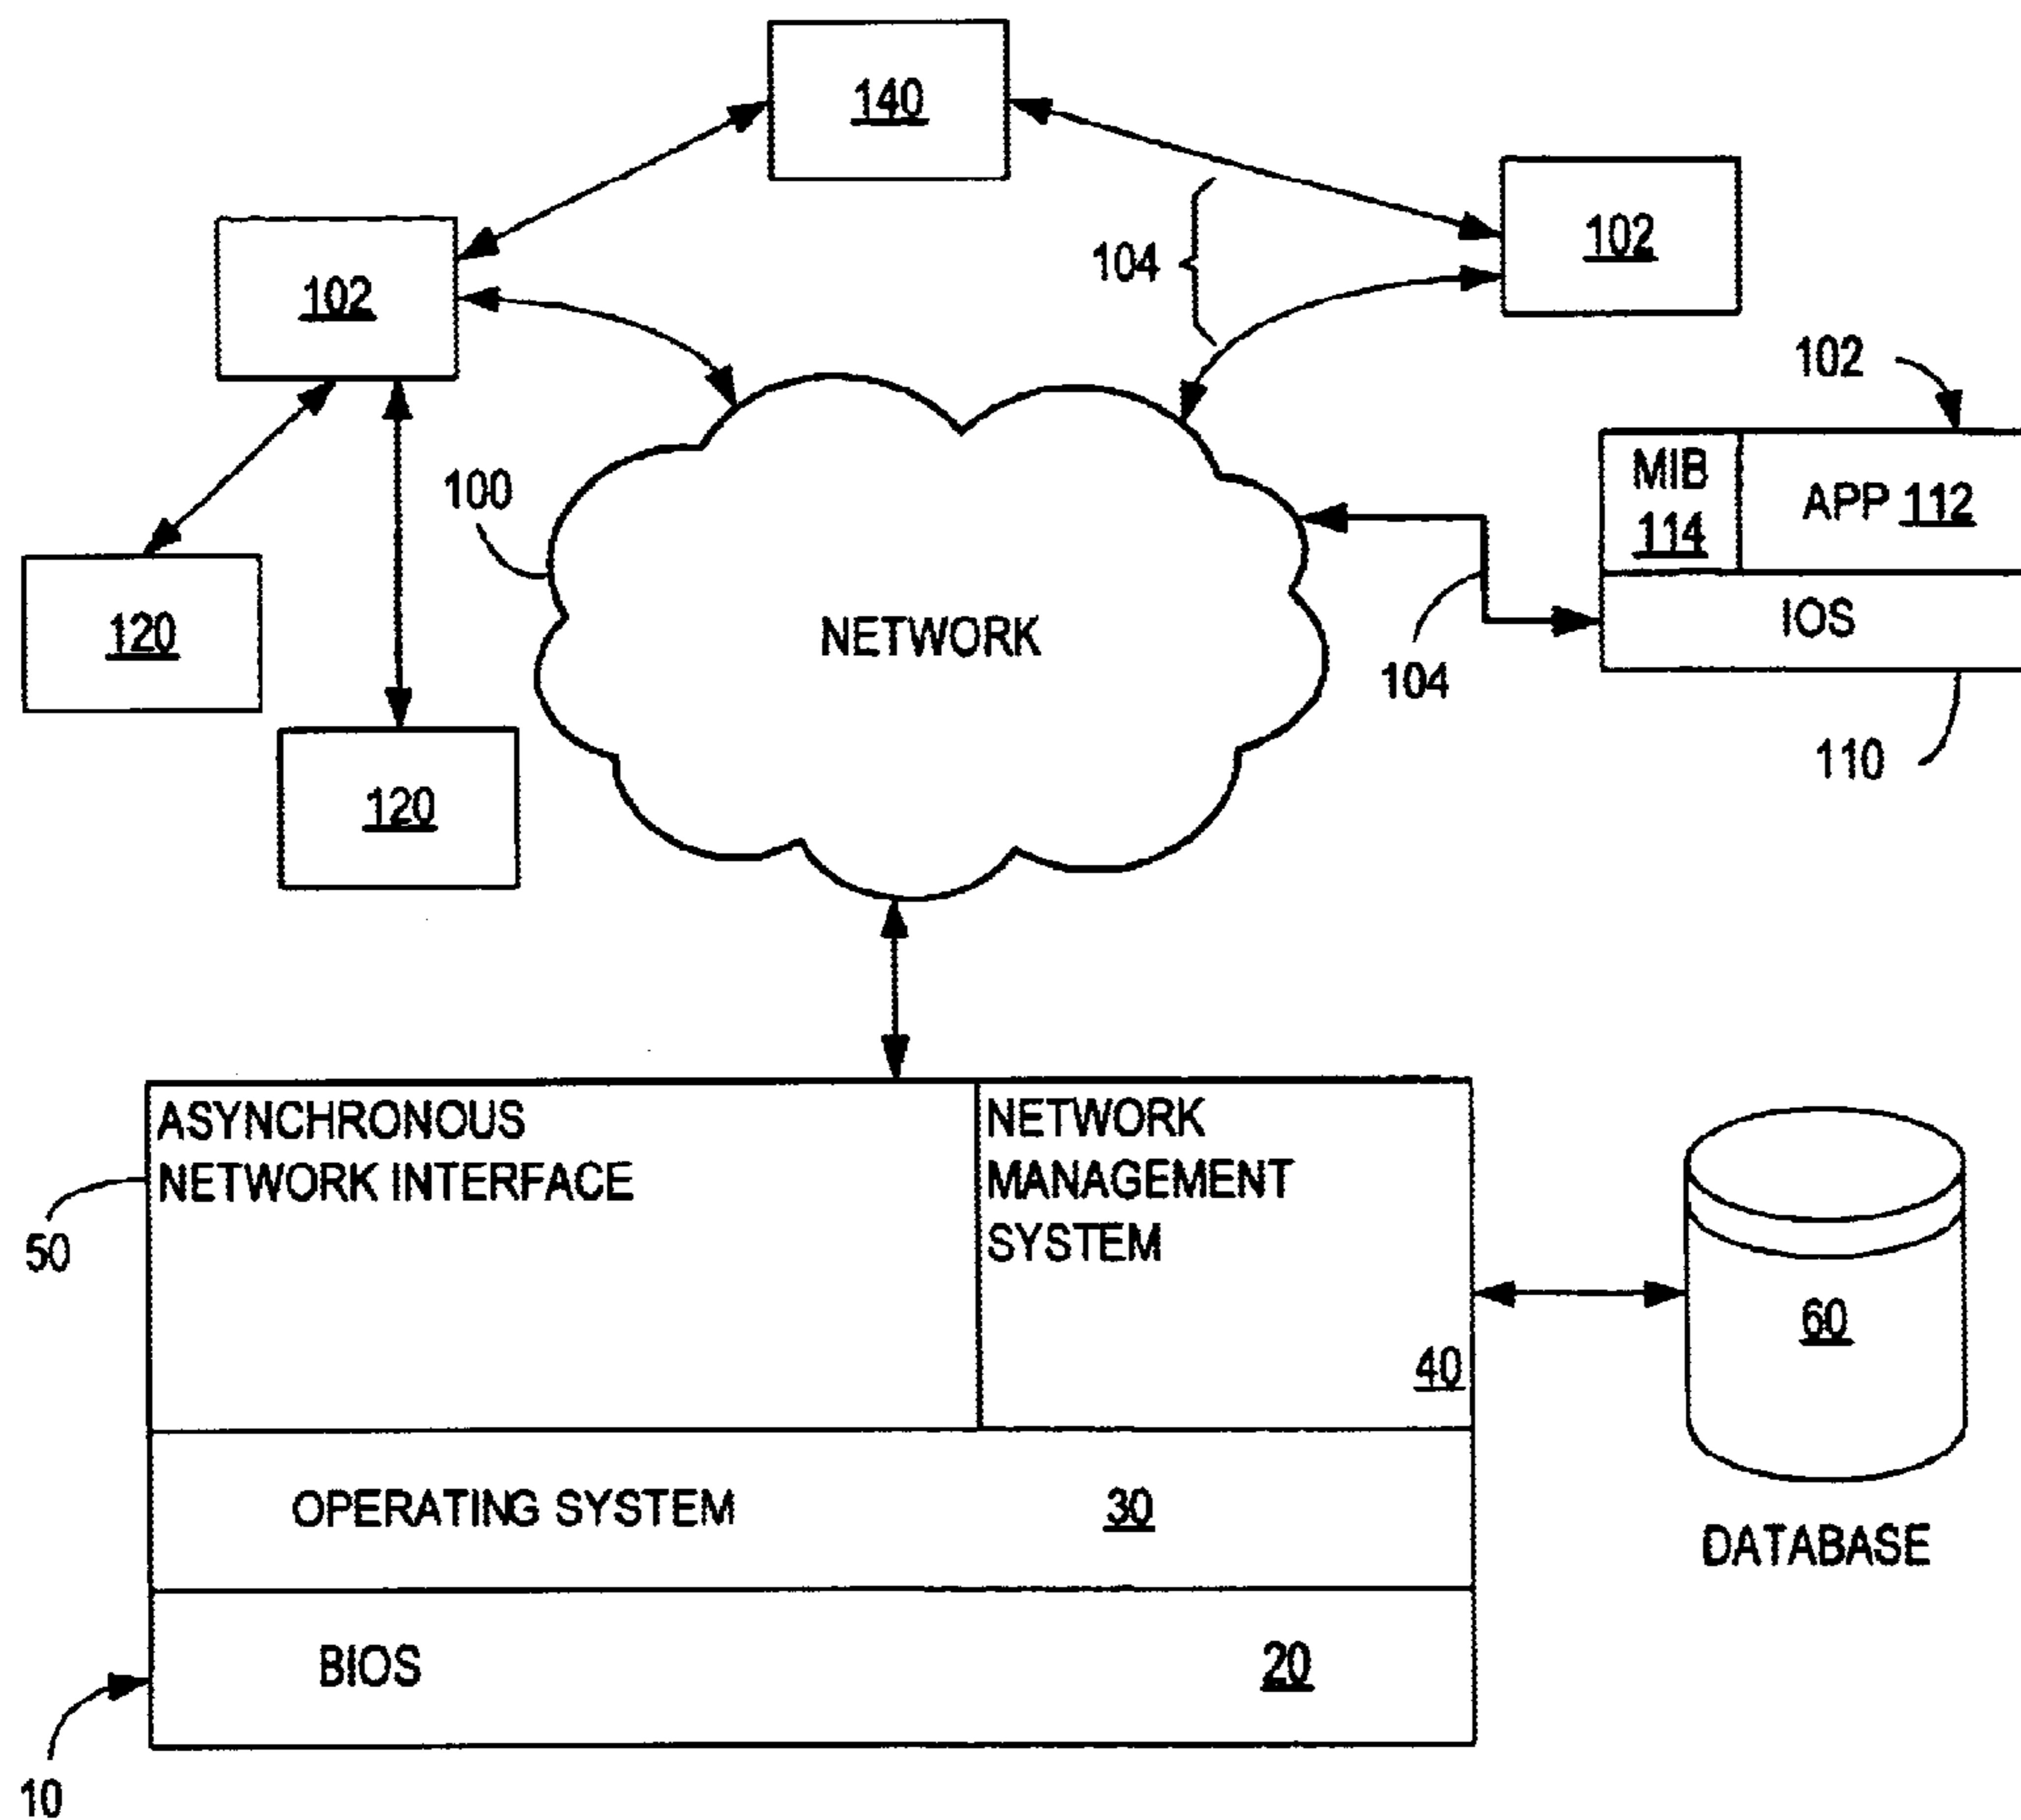 140
102
104
102
102
100
MIB
114
APP 112
120
NETWORK
IOS
104
110
120
ASYNCHRONOUS
NETWORK INTERFACE
NETWORK
MANAGEMENT
SYSTEM
50
60
40
OPERATING SYSTEM 30
DATABASE
BIOS 20
10